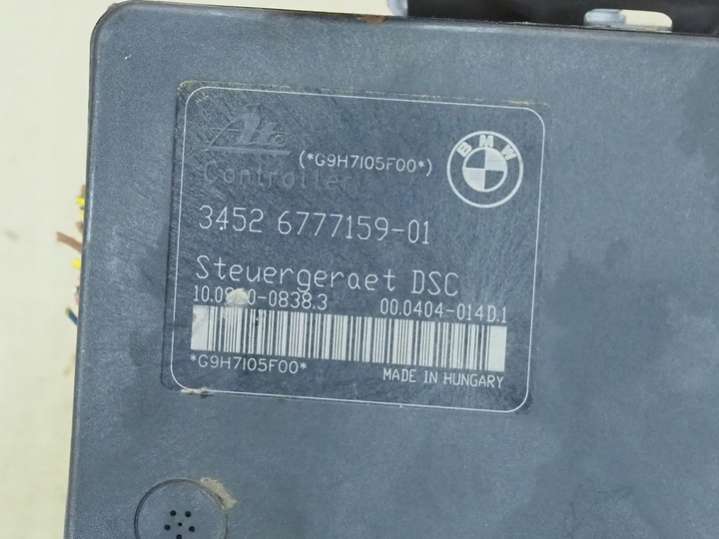 Ate
(*G9H7I05F00*)
BMW
Controller
3452 6777159-01
Steuergeraet DSC
00.0404-014D.1
*G9H7I05F00*
MADE IN HUNGARY